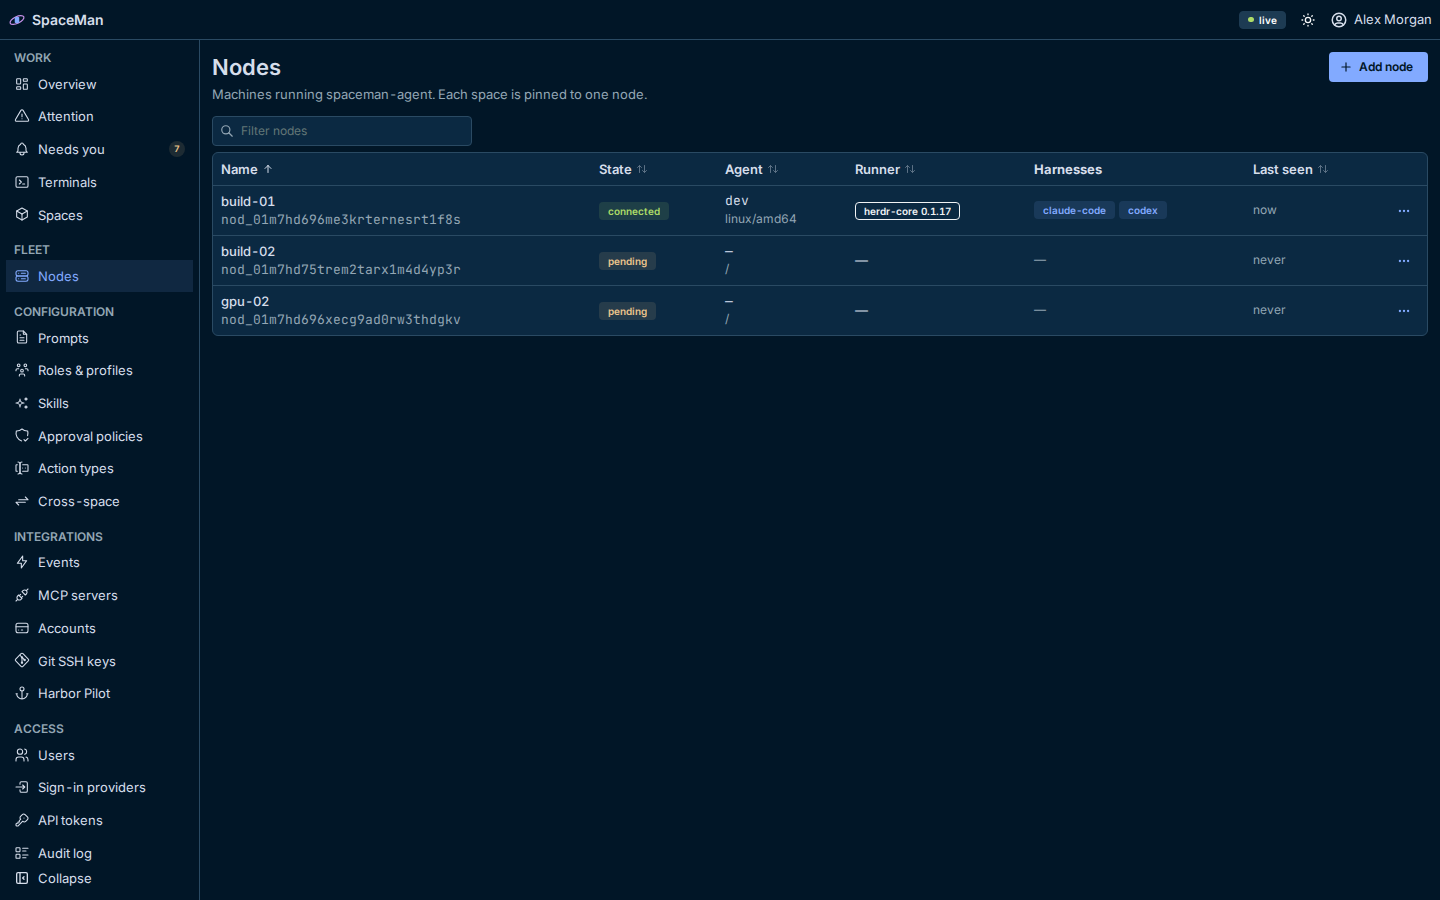 SpaceMan
live
Alex Morgan
WORK
Overview
Attention
Needs you 7
Terminals
Spaces
FLEET
Nodes
CONFIGURATION
Prompts
Roles & profiles
Skills
Approval policies
Action types
Cross-space
INTEGRATIONS
Events
MCP servers
Accounts
Git SSH keys
Harbor Pilot
ACCESS
Users
Sign-in providers
API tokens
Audit log
Collapse
Nodes
Machines running spaceman-agent. Each space is pinned to one node.
+ Add node
Filter nodes
Name State Agent Runner Harnesses Last seen
build-01
nod_01m7hd696me3krternesrt1f8s
connected
dev
linux/amd64
herdr-core 0.1.17
claude-code codex
now
build-02
nod_01m7hd75trem2tarx1m4d4yp3r
pending
—
/
—
—
never
gpu-02
nod_01m7hd696xecg9ad0rw3thdgkv
pending
—
/
—
—
never